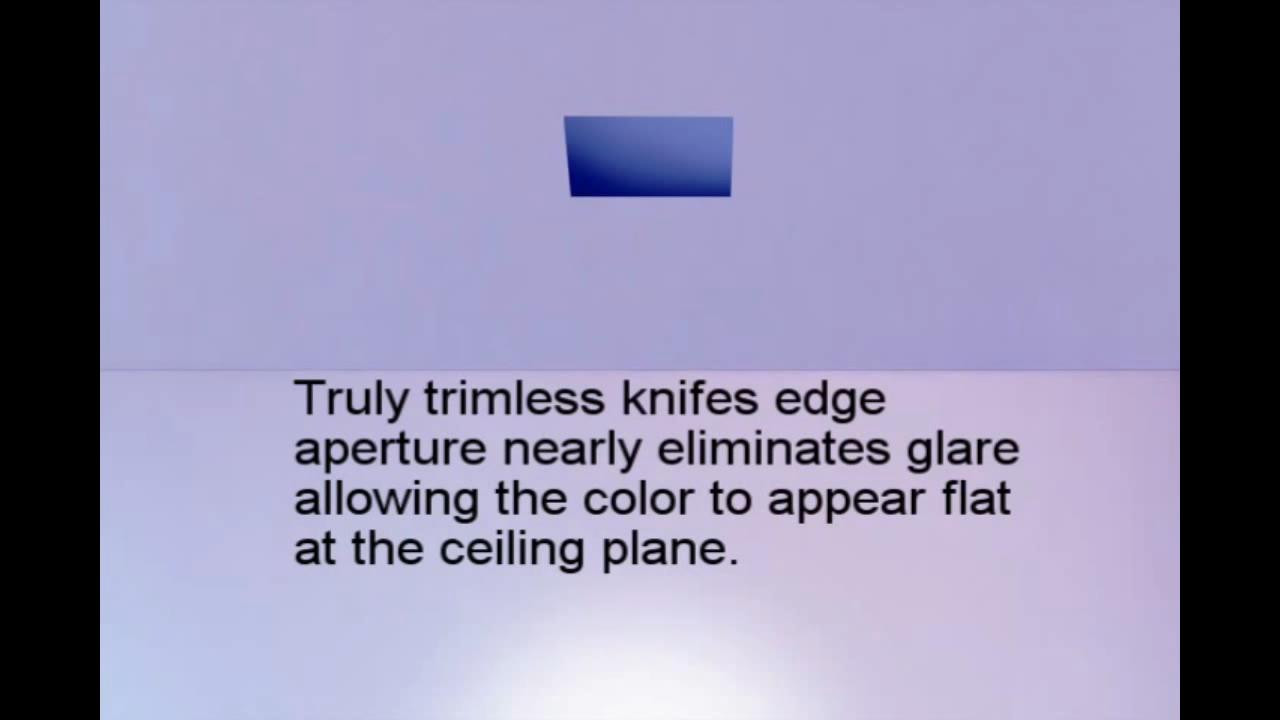 Truly trimless knifes edge
aperture nearly eliminates glare
allowing the color to appear flat
at the ceiling plane.